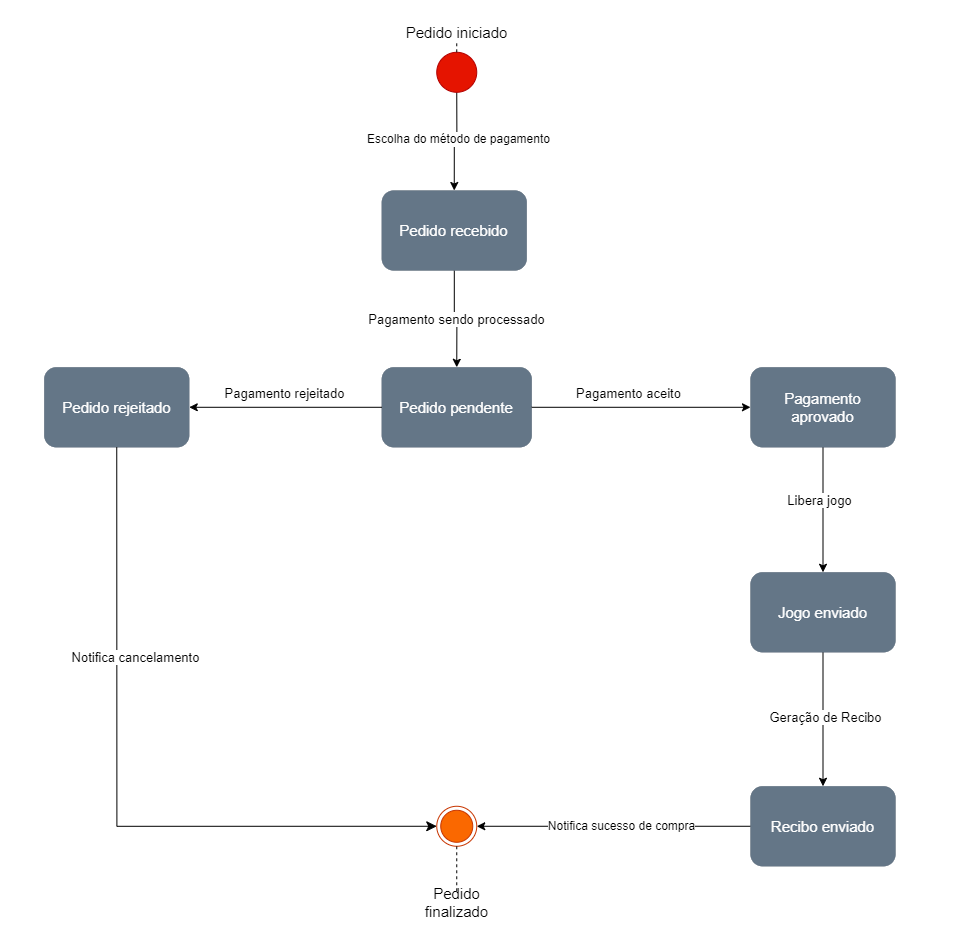 Pedido iniciado
Escolha do método de pagamento
Pedido recebido
Pagamento sendo processado
Pedido rejeitado
Pagamento rejeitado
Pedido pendente
Pagamento aceito
Pagamento
aprovado
Libera jogo
Jogo enviado
Notifica cancelamento
Geração de Recibo
Notifica sucesso de compra
Recibo enviado
Pedido
finalizado